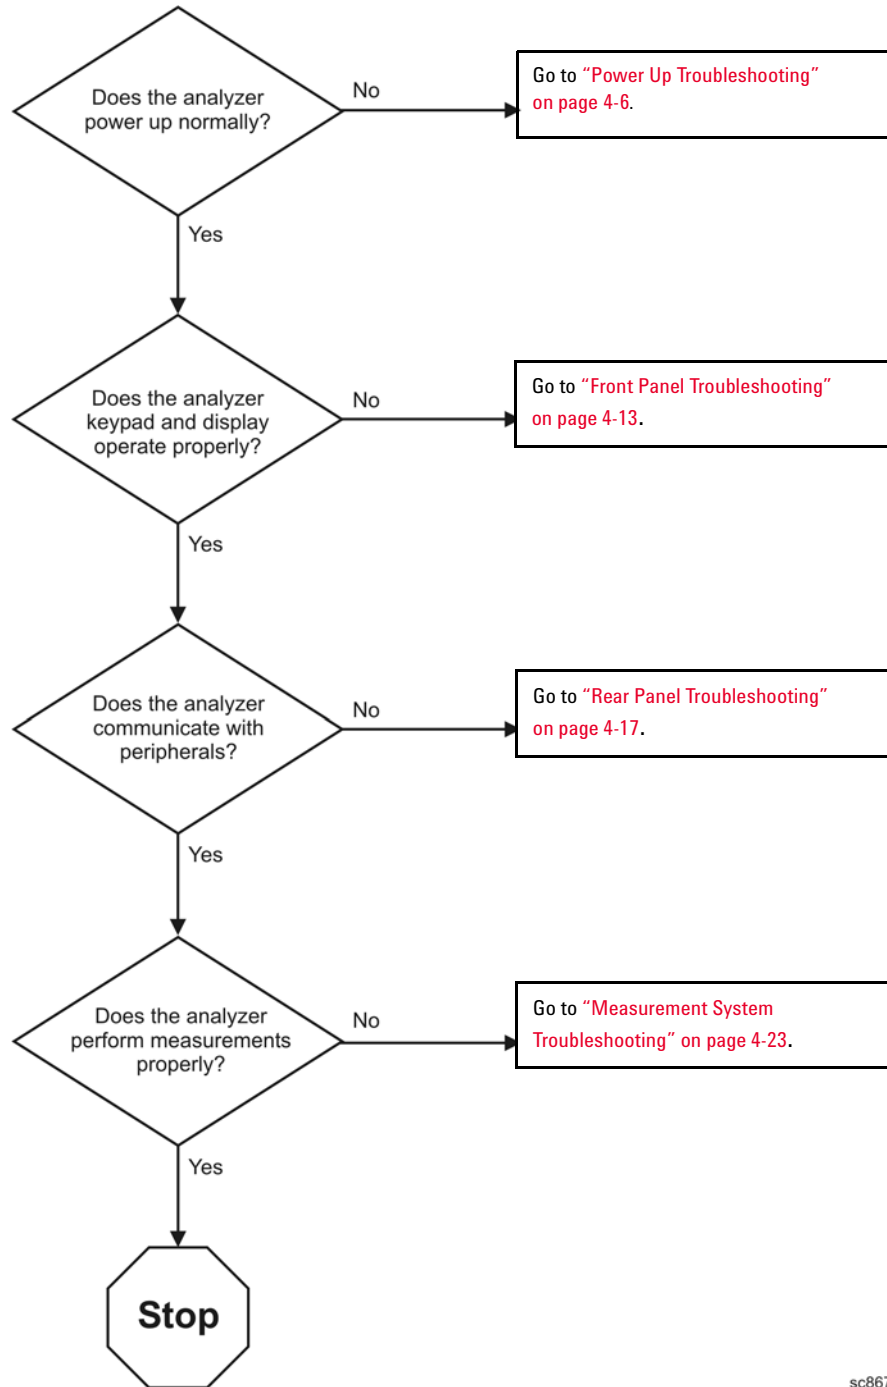 Does the analyzer
power up normally?
No
Go to “Power Up Troubleshooting”
on page 4-6.
Yes
Does the analyzer
keypad and display
operate properly?
No
Go to “Front Panel Troubleshooting”
on page 4-13.
Yes
Does the analyzer
communicate with
peripherals?
No
Go to “Rear Panel Troubleshooting”
on page 4-17.
Yes
Does the analyzer
perform measurements
properly?
No
Go to “Measurement System
Troubleshooting” on page 4-23.
Yes
Stop
sc867